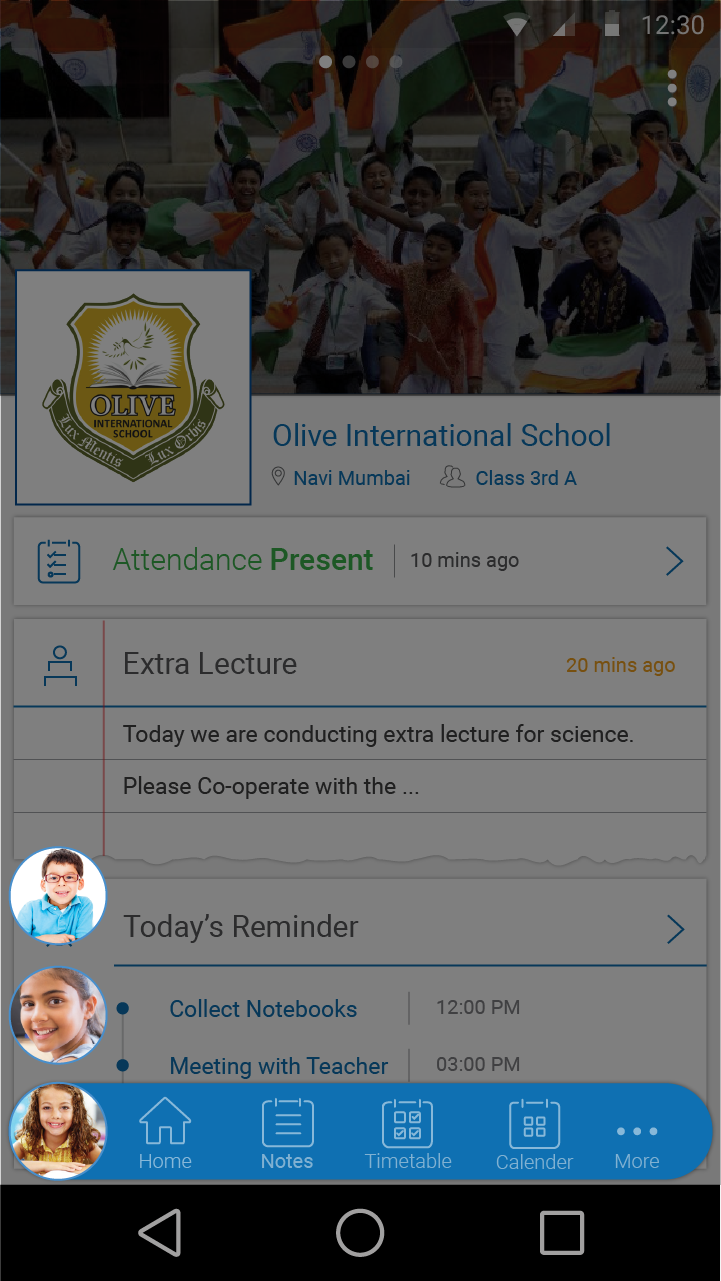 12:30
OLIVE
INTERNATIONAL
SCHOOL
Lux Mentis Lux Orbis
Olive International School
Navi Mumbai Class 3rd A
Attendance Present 10 mins ago
Extra Lecture 20 mins ago
Today we are conducting extra lecture for science.
Please Co-operate with the ...
Today’s Reminder
Collect Notebooks 12:00 PM
Meeting with Teacher 03:00 PM
Home Notes Timetable Calender More